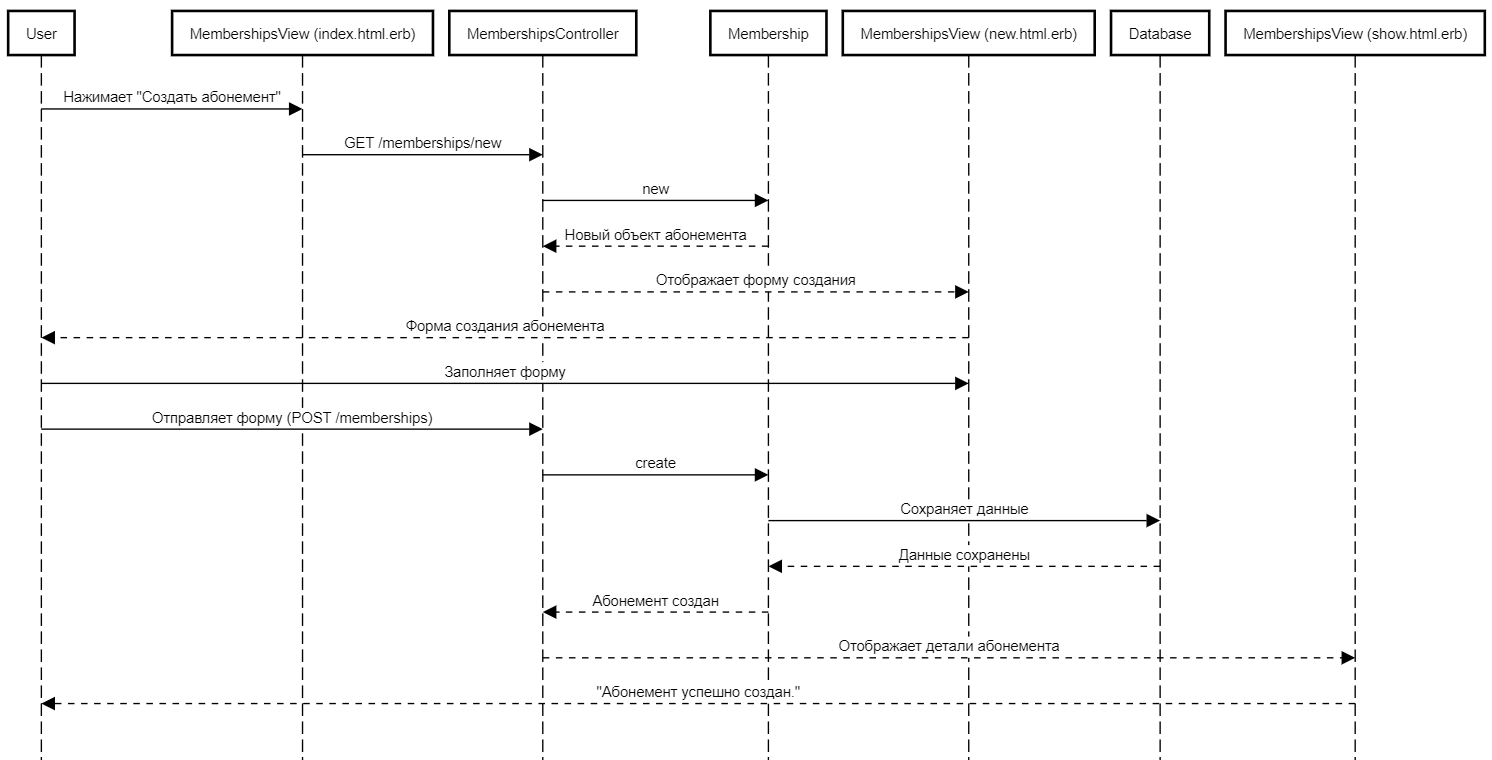 User
MembershipsView (index.html.erb)
MembershipsController
Membership
MembershipsView (new.html.erb)
Database
MembershipsView (show.html.erb)
Нажимает "Создать абонемент"
GET /memberships/new
new
Новый объект абонемента
Отображает форму создания
Форма создания абонемента
Заполняет форму
Отправляет форму (POST /memberships)
create
Сохраняет данные
Данные сохранены
Абонемент создан
Отображает детали абонемента
"Абонемент успешно создан."